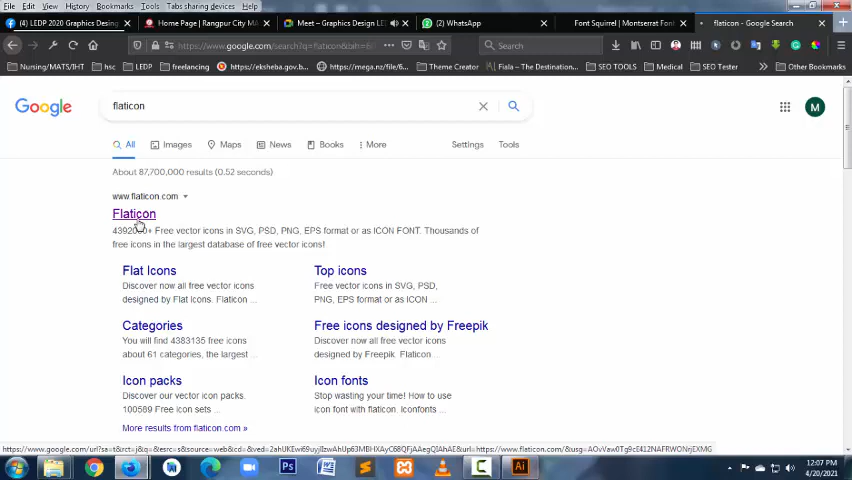 File Edit View History Bookmarks Tools Tabs sharing devices Help
LEDP 2020 Graphics Desing
Home Page | Rangpur City M
Meet – Graphics Design LE
(2) WhatsApp
Font Squirrel | Montserrat Font
flaticon - Google Search
Search
Nursing/MATS/IHT hsc LEDP freelancing https://eksheba.gov.b https://mega.nz/file/6 Theme Creator Fiala – The Destination... SEO TOOLS Medical SEO Tester Other Bookmarks
Google
flaticon
M
All Images Maps News Books More Settings Tools
About 87,700,000 results (0.52 seconds)
www.flaticon.com
Flaticon
Free vector icons in SVG, PSD, PNG, EPS format or as ICON FONT. Thousands of
free icons in the largest database of free vector icons!
Flat Icons
Discover now all free vector icons
designed by Flat Icons. Flaticon ...
Top icons
Free vector icons in SVG, PSD,
PNG, EPS format or as ICON ...
Categories
You will find 4383135 free icons
about 61 categories, the largest ...
Free icons designed by Freepik
Discover now all free vector icons
designed by Freepik. Flaticon ...
Icon packs
Discover our vector icon packs.
100589 Free icon sets ...
Icon fonts
Stop wasting your time! How to use
icon font with flaticon. Iconfonts ...
More results from flaticon.com »
12:07 PM
4/20/2021